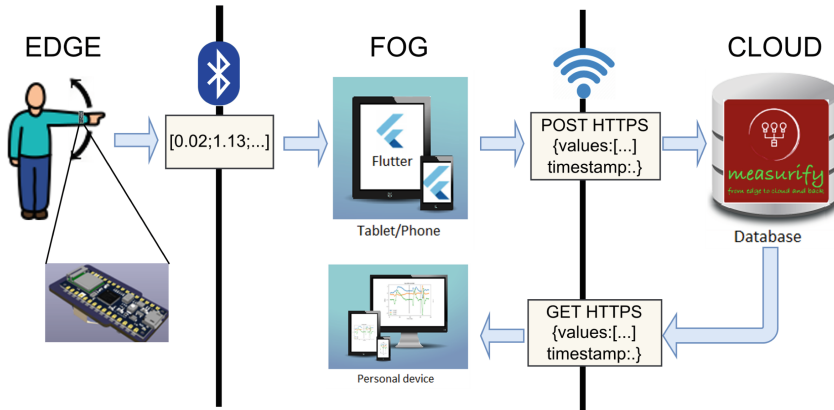 EDGE
FOG
CLOUD
[0.02;1.13;...]
Flutter
POST HTTPS
{values:[...]
timestamp:.}
measurify
from edge to cloud and back
Tablet/Phone
Database
GET HTTPS
{values:[...]
timestamp:.}
Personal device